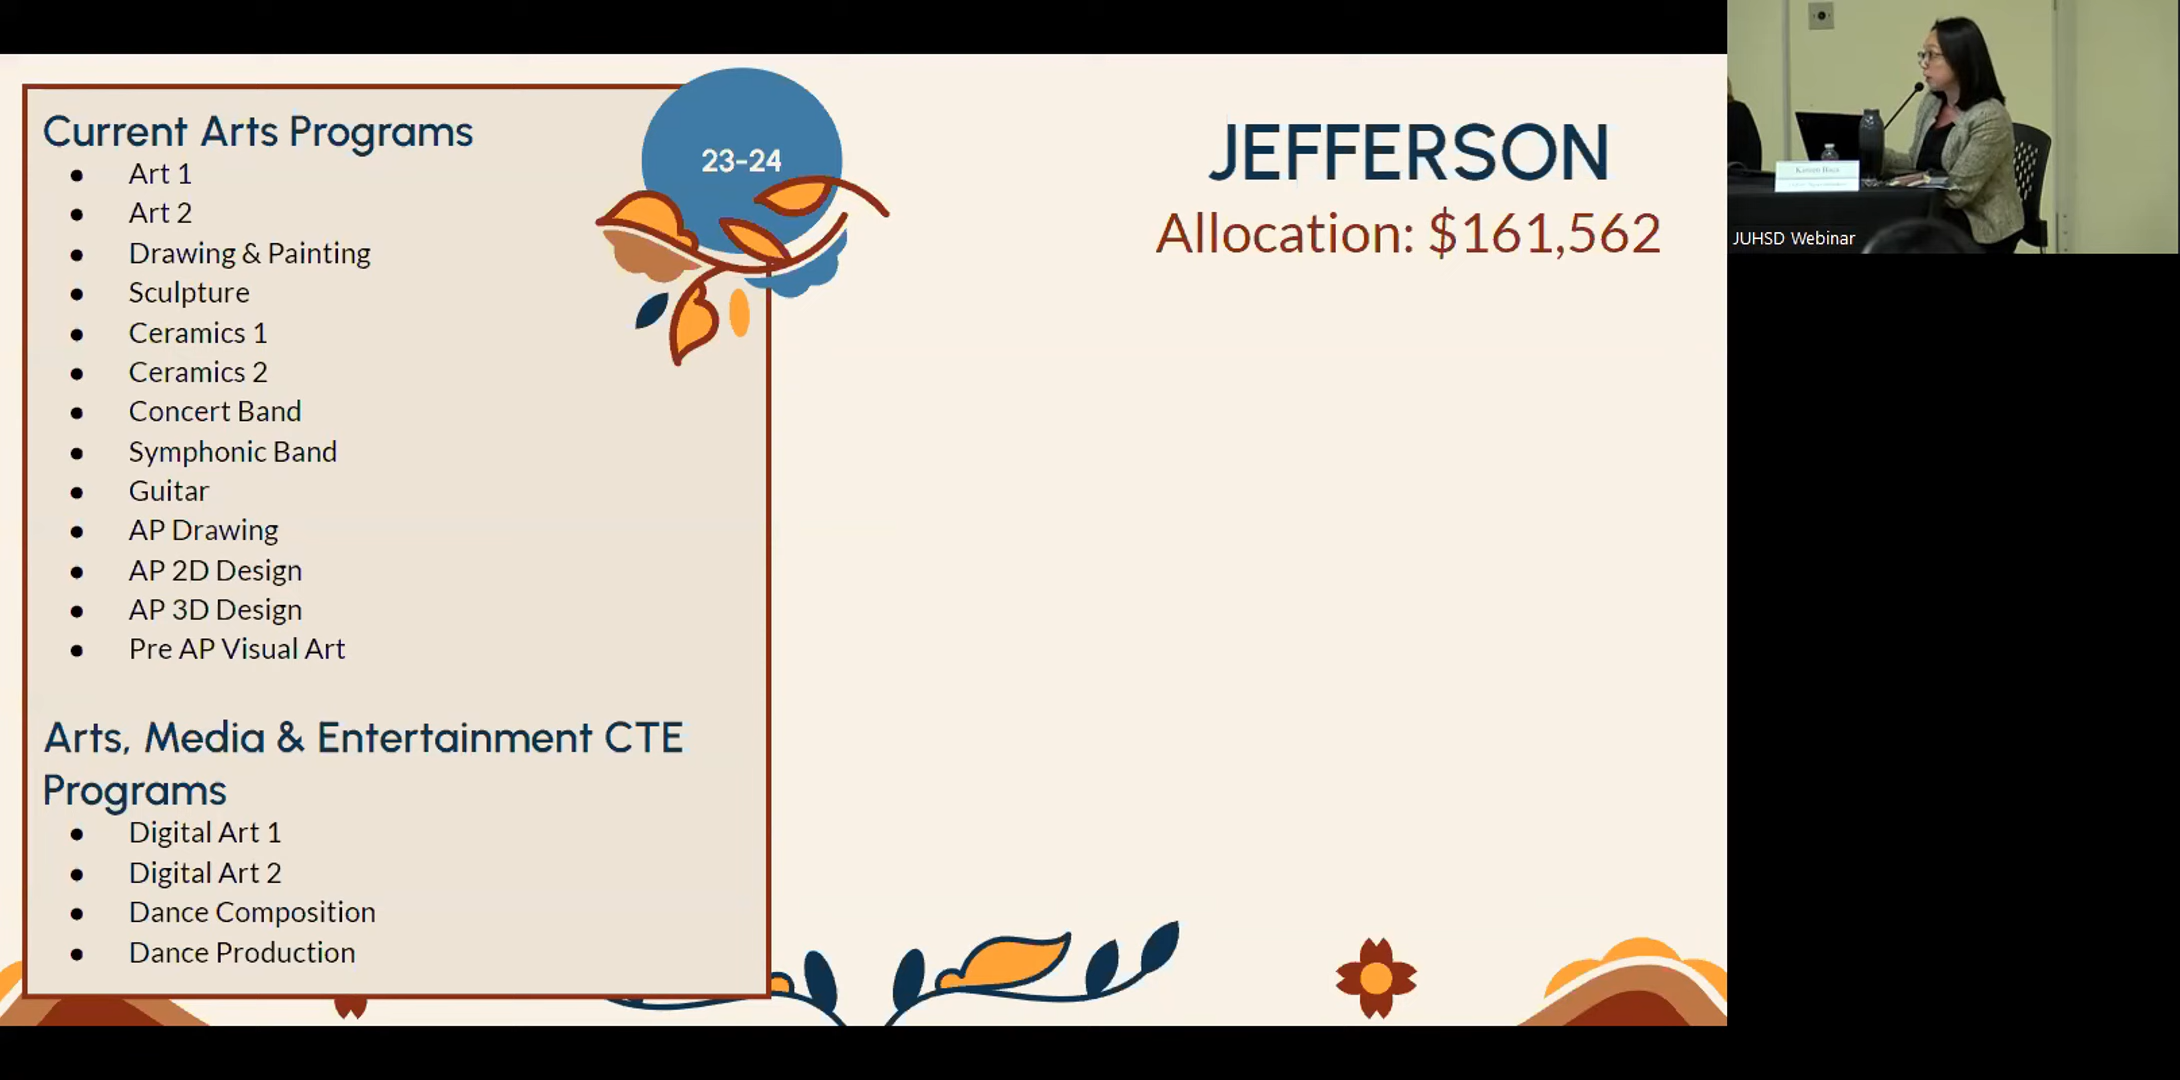 Current Arts Programs
● Art 1
● Art 2
● Drawing & Painting
● Sculpture
● Ceramics 1
● Ceramics 2
● Concert Band
● Symphonic Band
● Guitar
● AP Drawing
● AP 2D Design
● AP 3D Design
● Pre AP Visual Art
Arts, Media & Entertainment CTE
Programs
● Digital Art 1
● Digital Art 2
● Dance Composition
● Dance Production
23-24
JEFFERSON
Allocation: $161,562
JUHSD Webinar